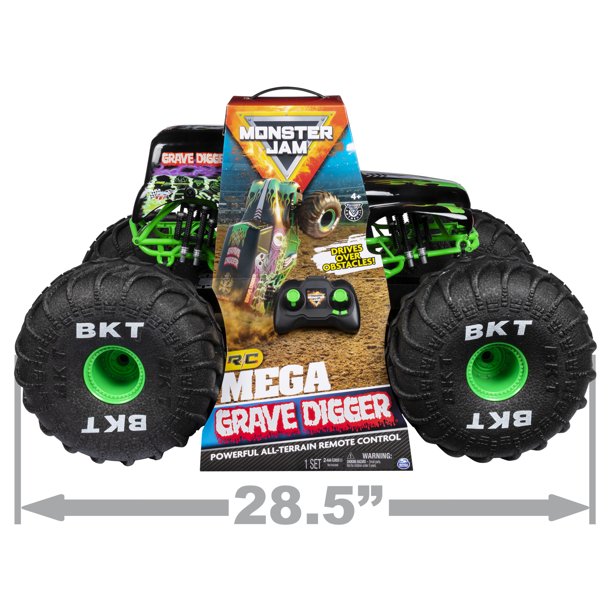 MONSTER
JAM
GRAVE DIGGER
4+
DRIVES
OVER
OBSTACLES!
BKT
BKT
BKT
BKT
RC
MEGA
GRAVE DIGGER
POWERFUL ALL-TERRAIN REMOTE CONTROL
1 SET
WARNING:
28.5”